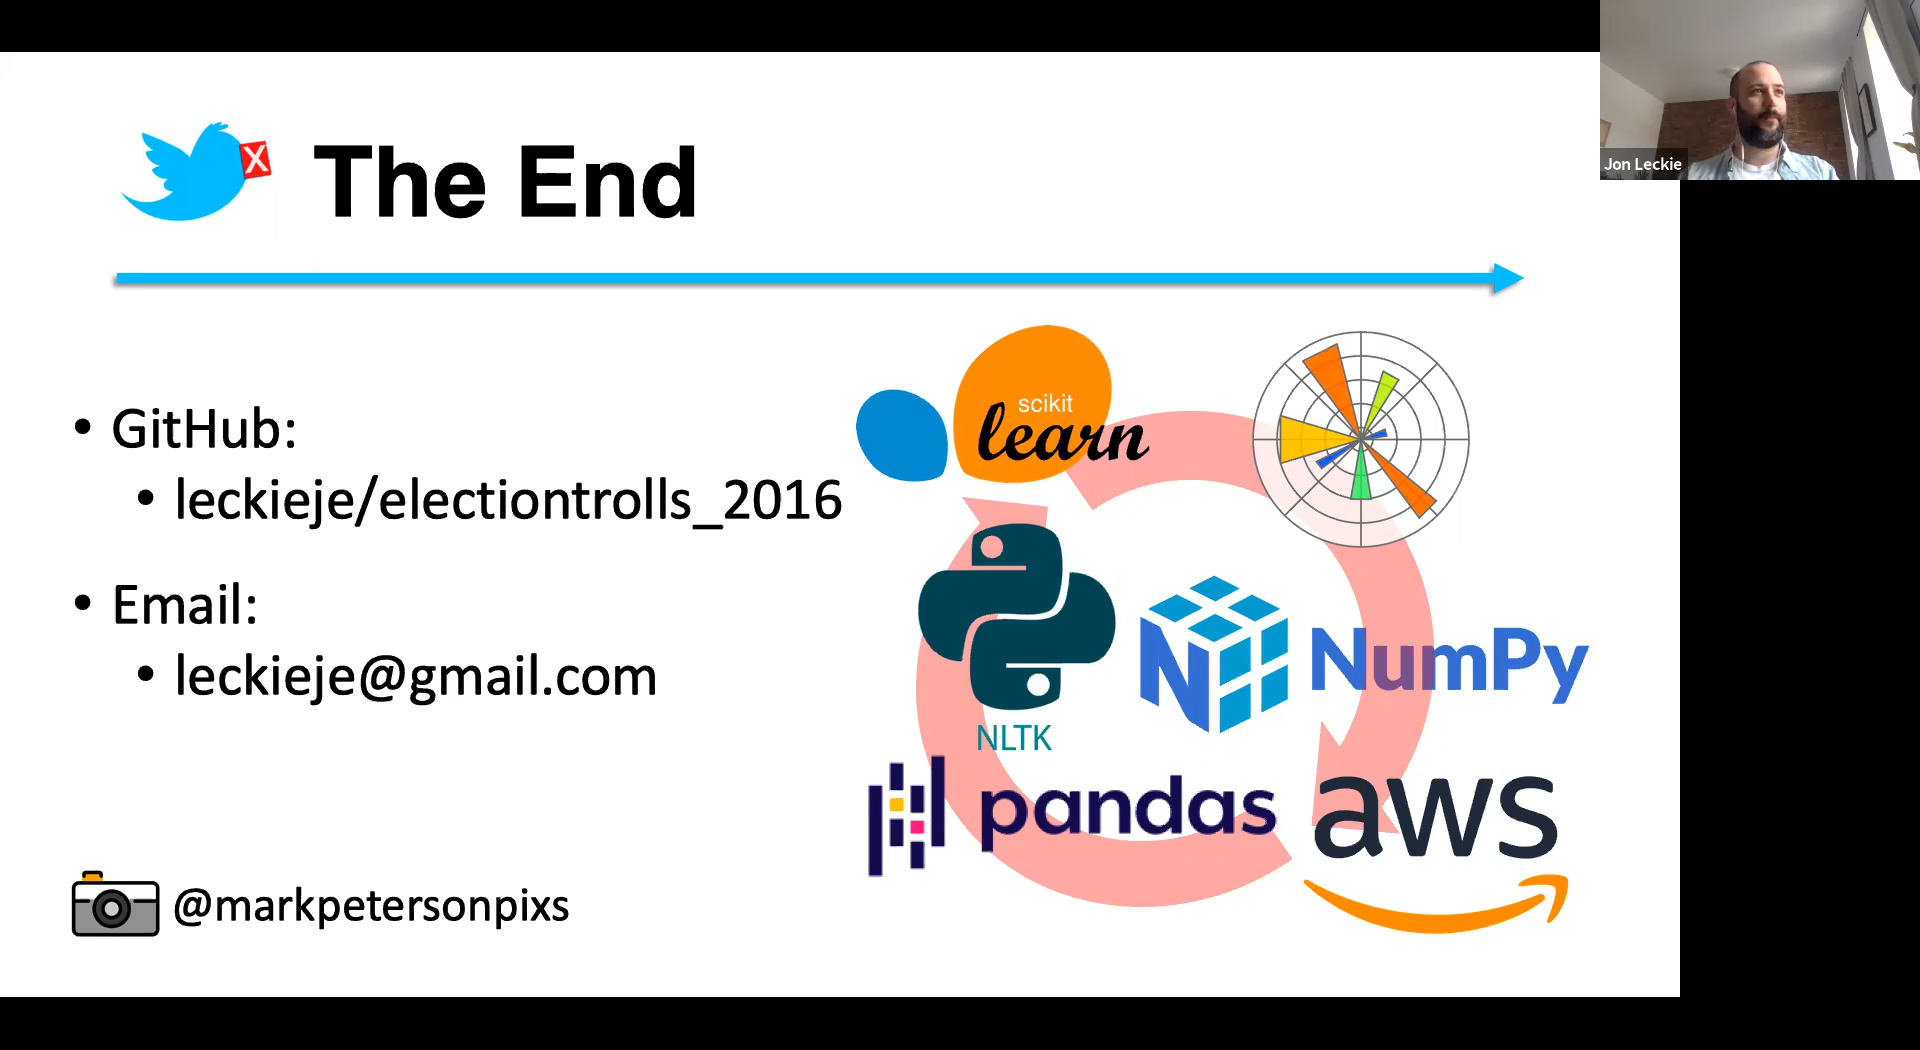 Jon Leckie
X
The End
• GitHub:
• leckieje/electiontrolls_2016
• Email:
• leckieje@gmail.com
@markpetersonpixs
scikit
learn
NumPy
NLTK
pandas
aws